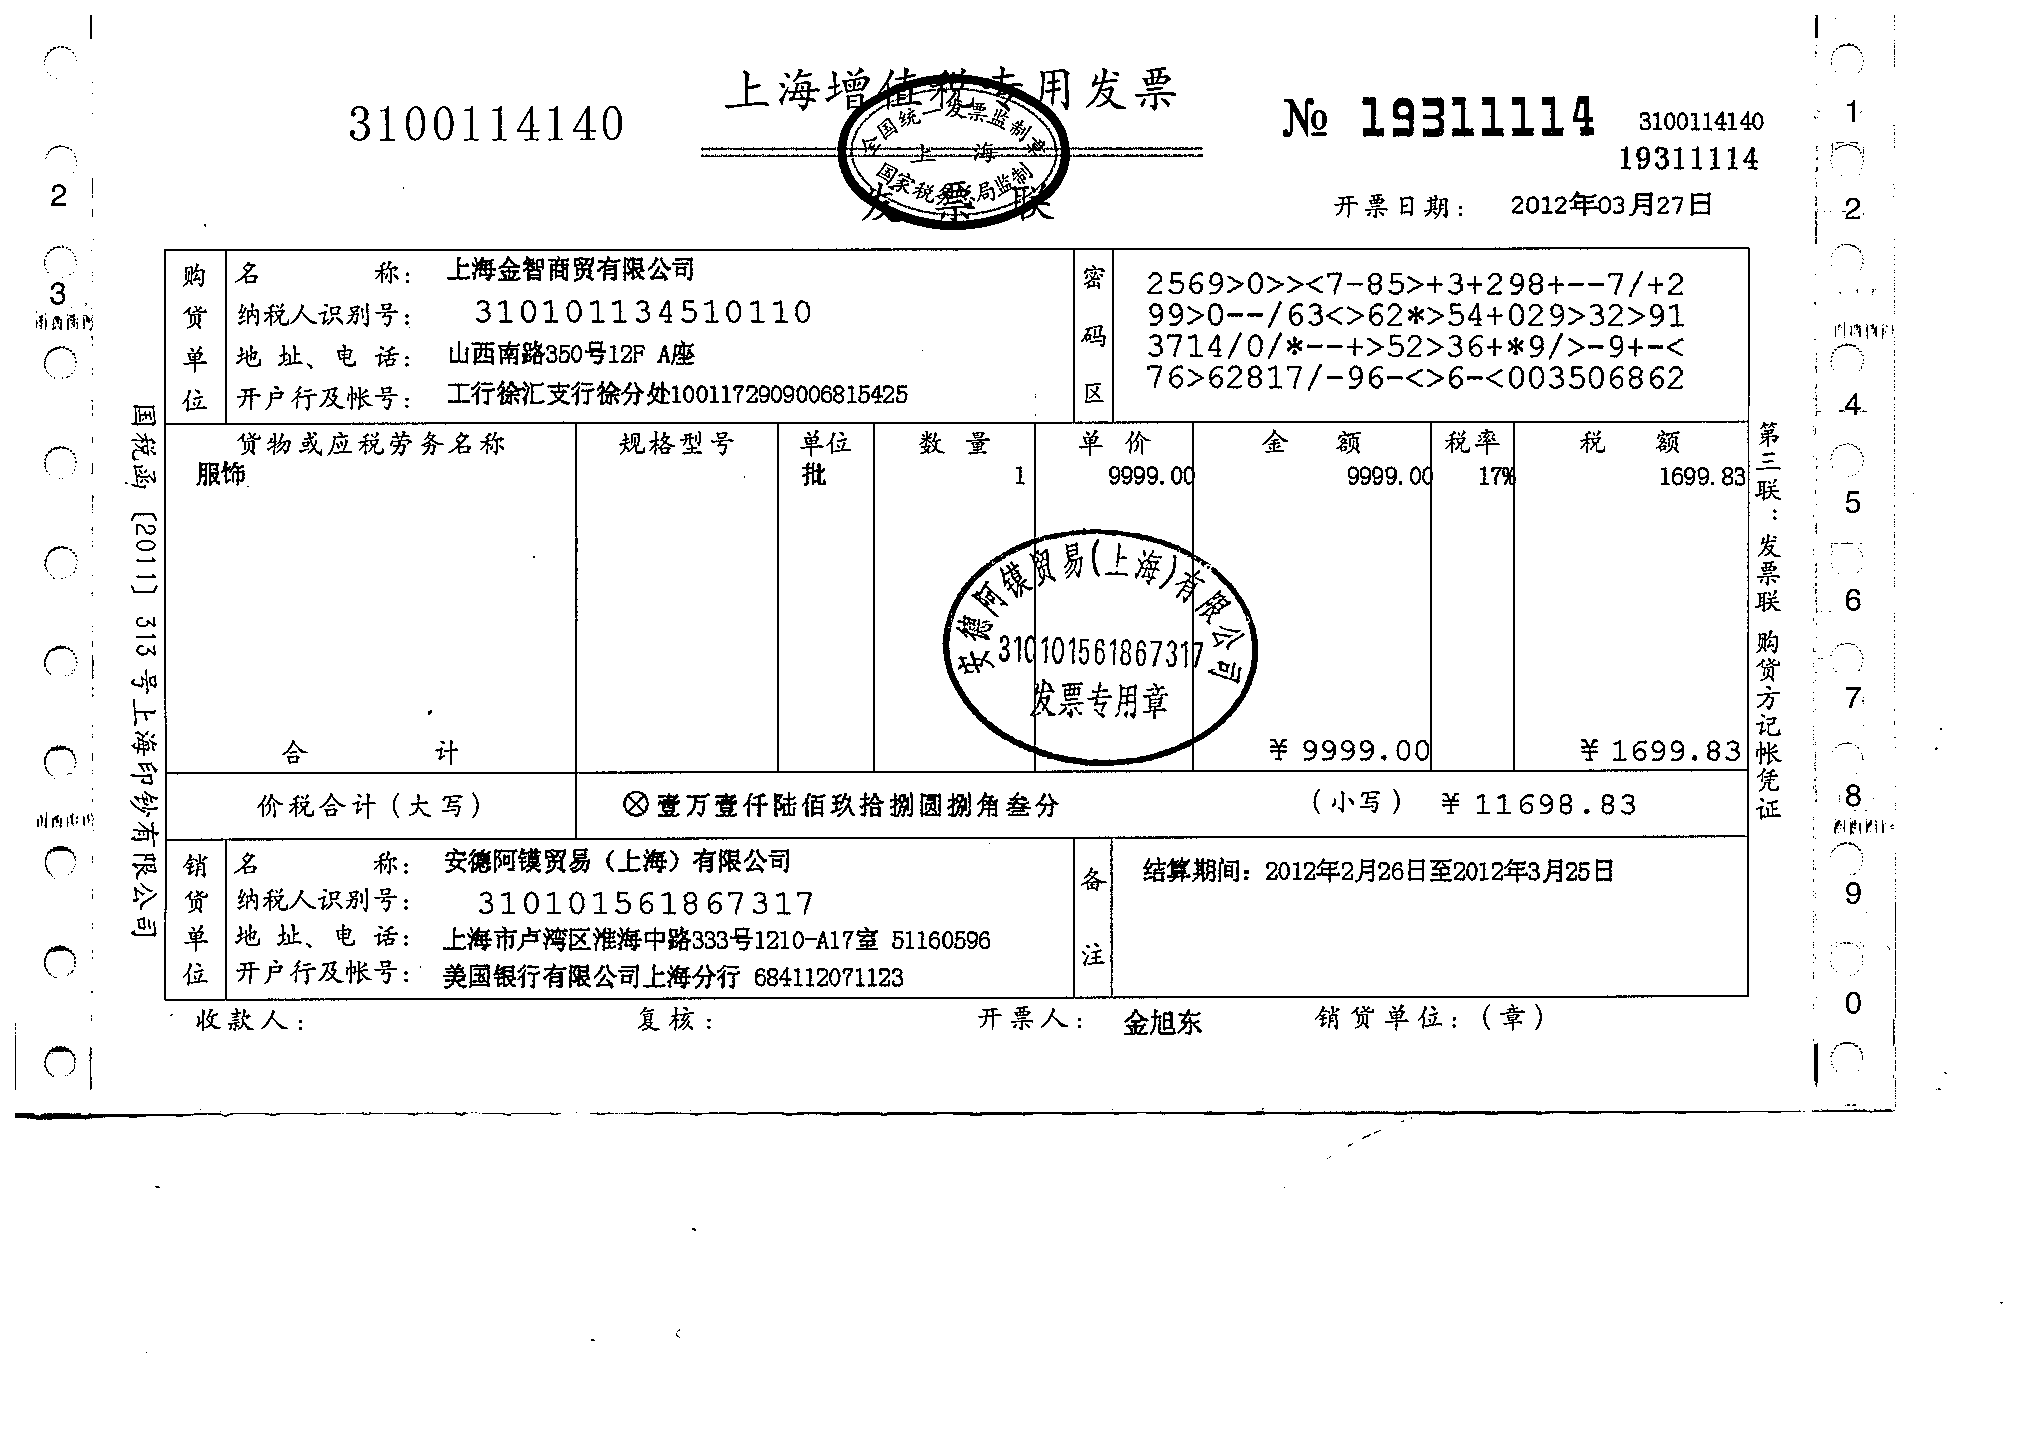 上海增值税专用发票
3100114140
全国统一发票监制章
上海
国家税务总局监制
发票联
№ 19311114
3100114140
19311114
开票日期: 2012年03月27日
购货单位
名称: 上海金智商贸有限公司
纳税人识别号: 310101134510110
地址、电话: 山西南路350号12F A座
开户行及帐号: 工行徐汇支行徐分处1001172909006815425
密码区
2569>0>><7-85>+3+298+--7/+2
99>0--/63<>62*>54+029>32>91
3714/0/*--+>52>36+*9/>-9+-<
76>62817/-96-<>6-<003506862
货物或应税劳务名称 规格型号 单位 数量 单价 金额 税率 税额
服饰 批 1 9999.00 9999.00 17% 1699.83
安德阿镆贸易(上海)有限公司
310101561867317
发票专用章
合计 ¥9999.00 ¥1699.83
价税合计(大写) ⊗壹万壹仟陆佰玖拾捌圆捌角叁分 (小写) ¥11698.83
销货单位
名称: 安德阿镆贸易(上海)有限公司
纳税人识别号: 310101561867317
地址、电话: 上海市卢湾区淮海中路333号1210-A17室 51160596
开户行及帐号: 美国银行有限公司上海分行 684112071123
备注
结算期间: 2012年2月26日至2012年3月25日
收款人: 复核: 开票人: 金旭东 销货单位:(章)
国税函[2011]313号上海印钞有限公司
第三联:发票联 购货方记帐凭证
2
3
1
2
4
5
6
7
8
9
0